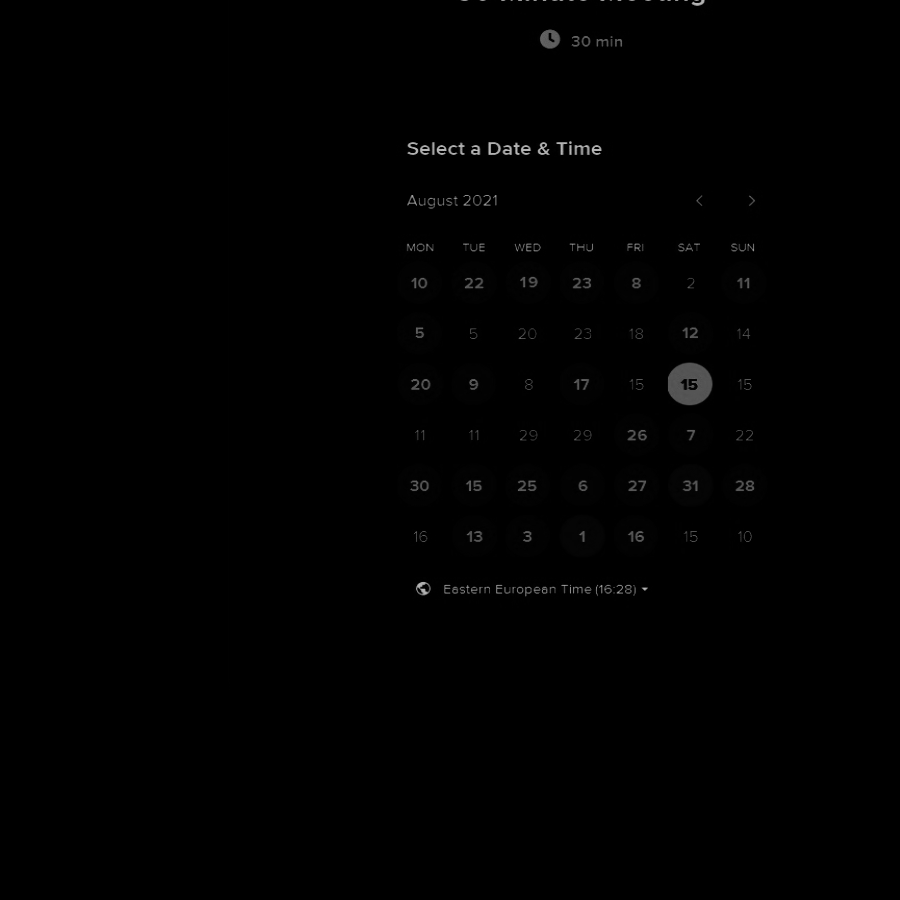 30 min
Select a Date & Time
August 2021
MON TUE WED THU FRI SAT SUN
10 22 19 23 8 2 11
5 5 20 23 18 12 14
20 9 8 17 15 15 15
11 11 29 29 26 7 22
30 15 25 6 27 31 28
16 13 3 1 16 15 10
Eastern European Time (16:28)